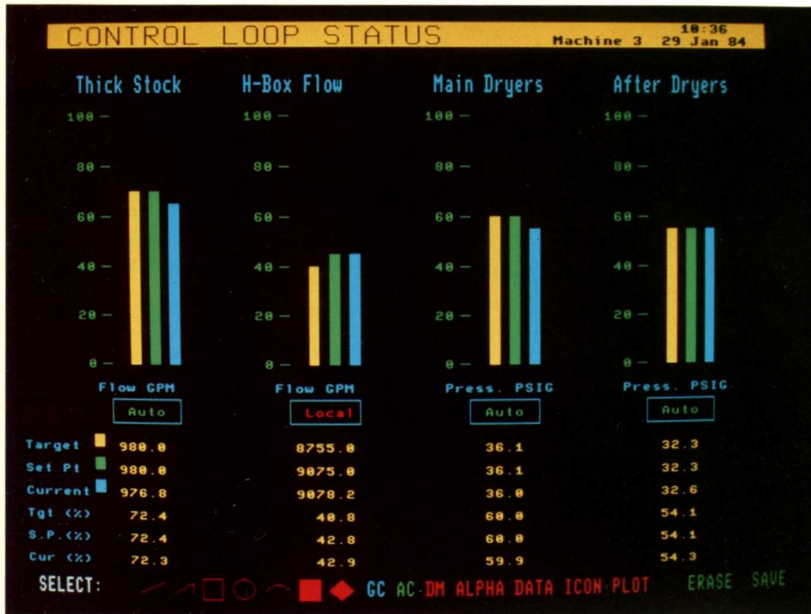 CONTROL LOOP STATUS
10:36
Machine 3 29 Jan 84
Thick Stock H-Box Flow Main Dryers After Dryers
100 100 100 100
80 80 80 80
60 60 60 60
40 40 40 40
20 20 20 20
0 0 0 0
Flow GPM Flow GPM Press. PSIG Press. PSIG
Auto Local Auto Auto
Target 980.0 8755.0 36.1 32.3
Set Pt 980.0 9075.0 36.1 32.3
Current 976.8 9078.2 36.0 32.6
Tgt (%) 72.4 40.8 60.0 54.1
S.P.(%) 72.4 42.8 60.0 54.1
Cur (%) 72.3 42.9 59.9 54.3
SELECT: GC AC DM ALPHA DATA ICON PLOT ERASE SAVE